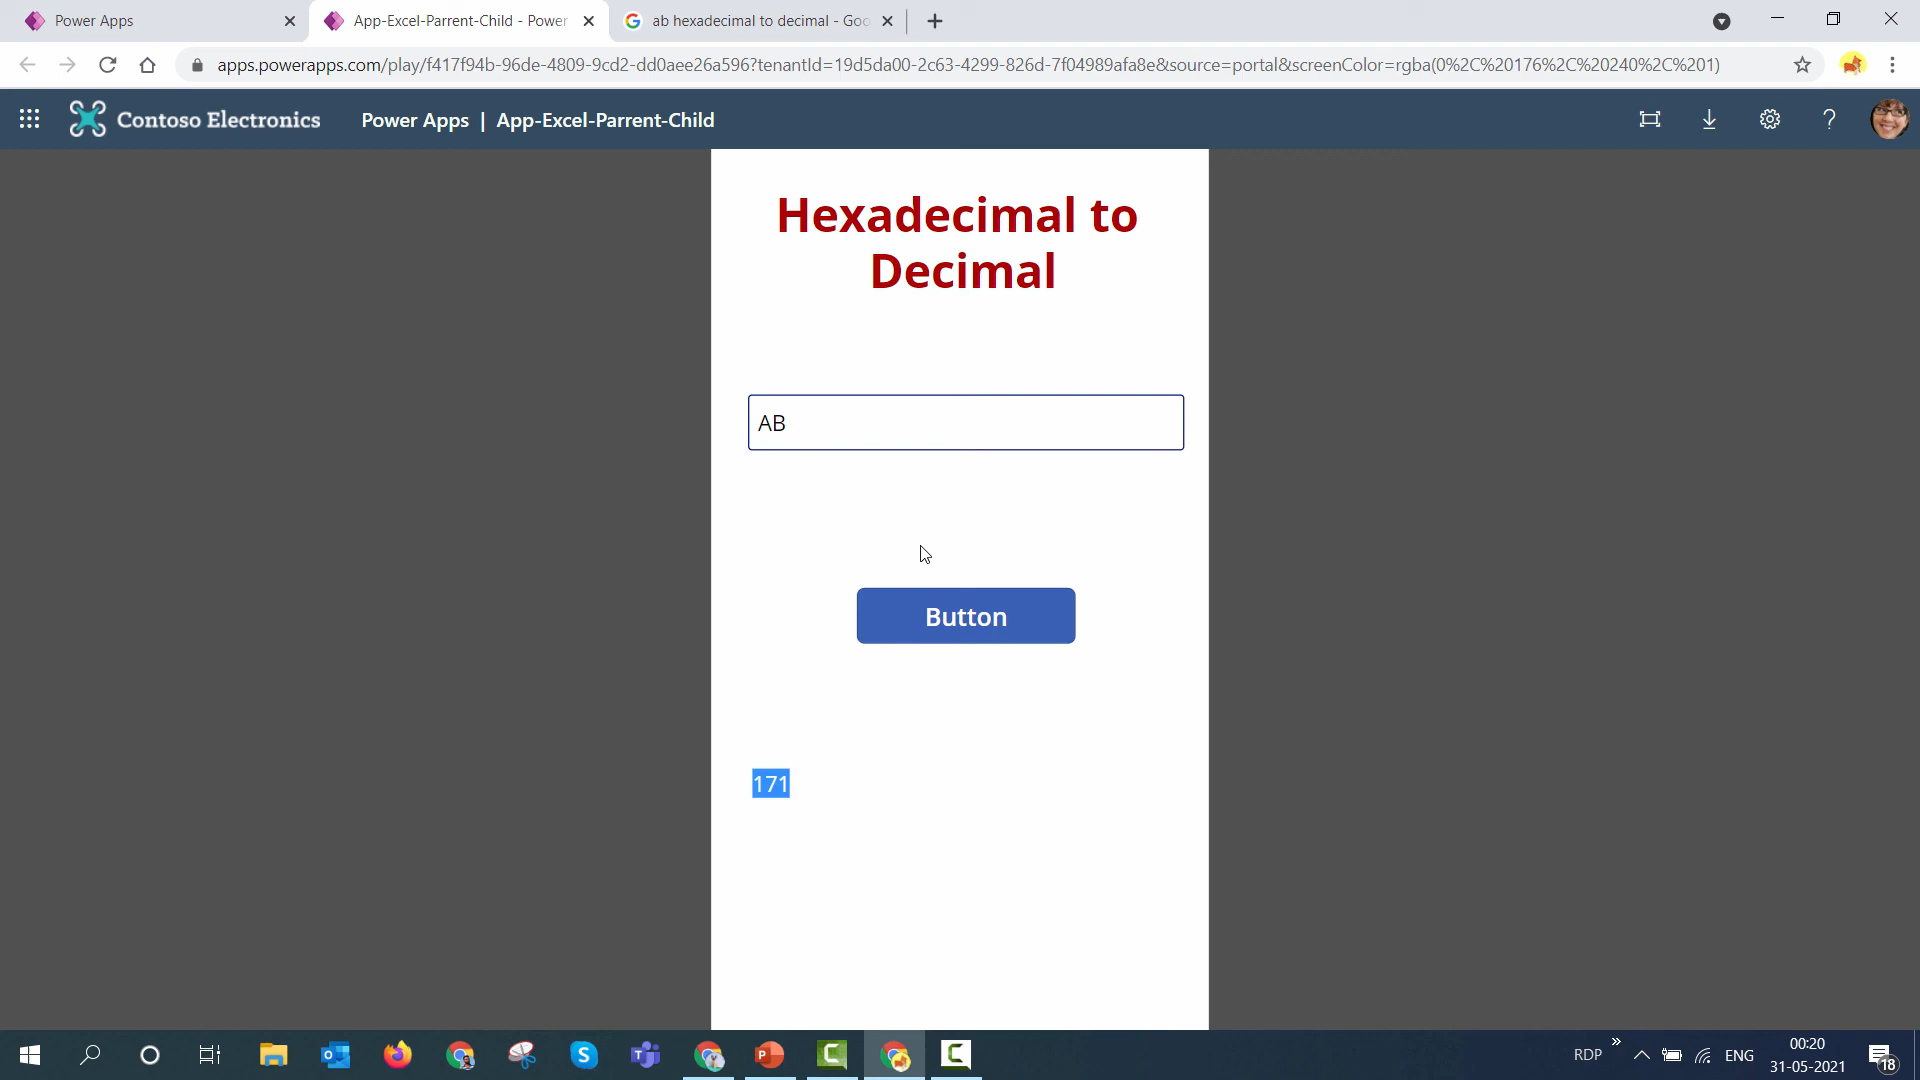 Power Apps
App-Excel-Parrent-Child - Power
ab hexadecimal to decimal - Goo
apps.powerapps.com/play/f417f94b-96de-4809-9cd2-dd0aee26a596?tenantId=19d5da00-2c63-4299-826d-7f04989afa8e&source=portal&screenColor=rgba(0%2C%20176%2C%20240%2C%201)
Contoso Electronics
Power Apps | App-Excel-Parrent-Child
Hexadecimal to
Decimal
AB
Button
171
RDP
ENG
00:20
31-05-2021
18